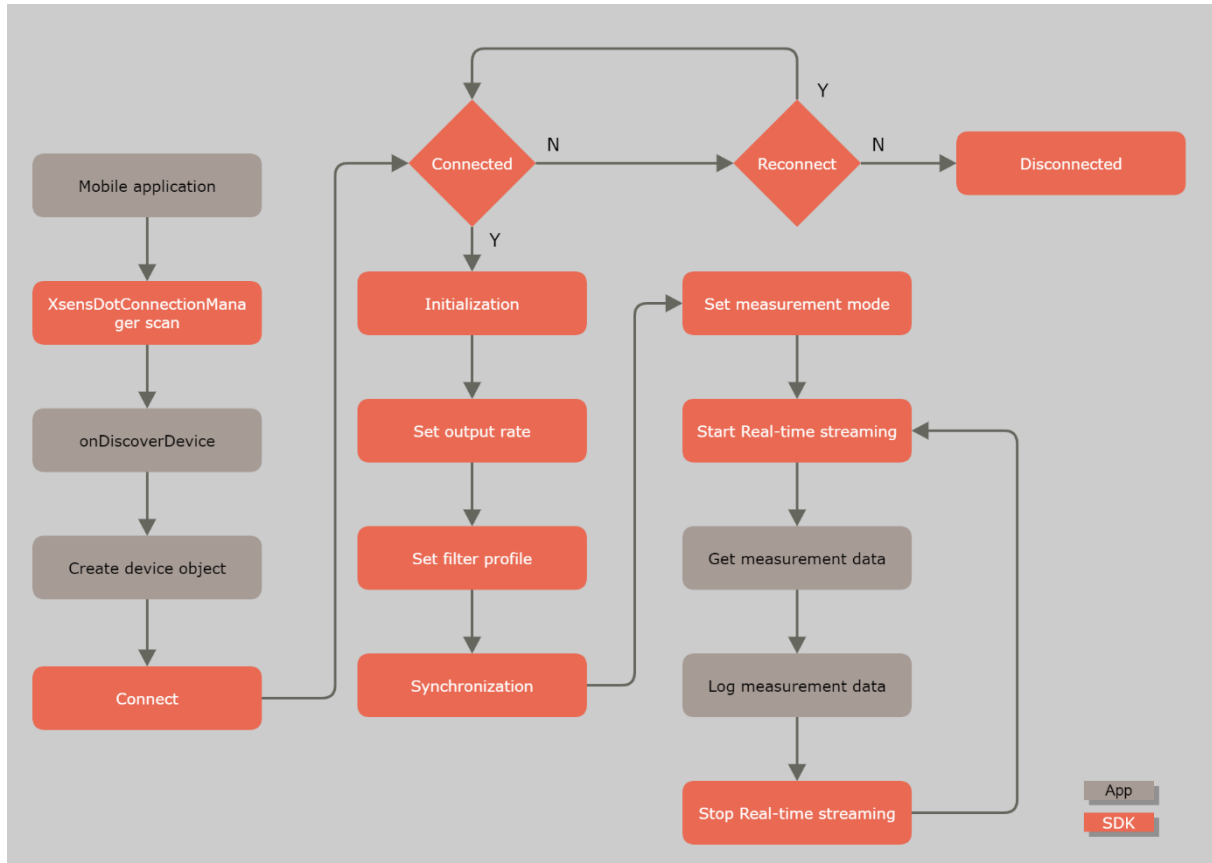 Y
Connected
N
Reconnect
N
Disconnected
Mobile application
Y
XsensDotConnectionMana
ger scan
Initialization
Set measurement mode
onDiscoverDevice
Set output rate
Start Real-time streaming
Create device object
Set filter profile
Get measurement data
Connect
Synchronization
Log measurement data
Stop Real-time streaming
App
SDK